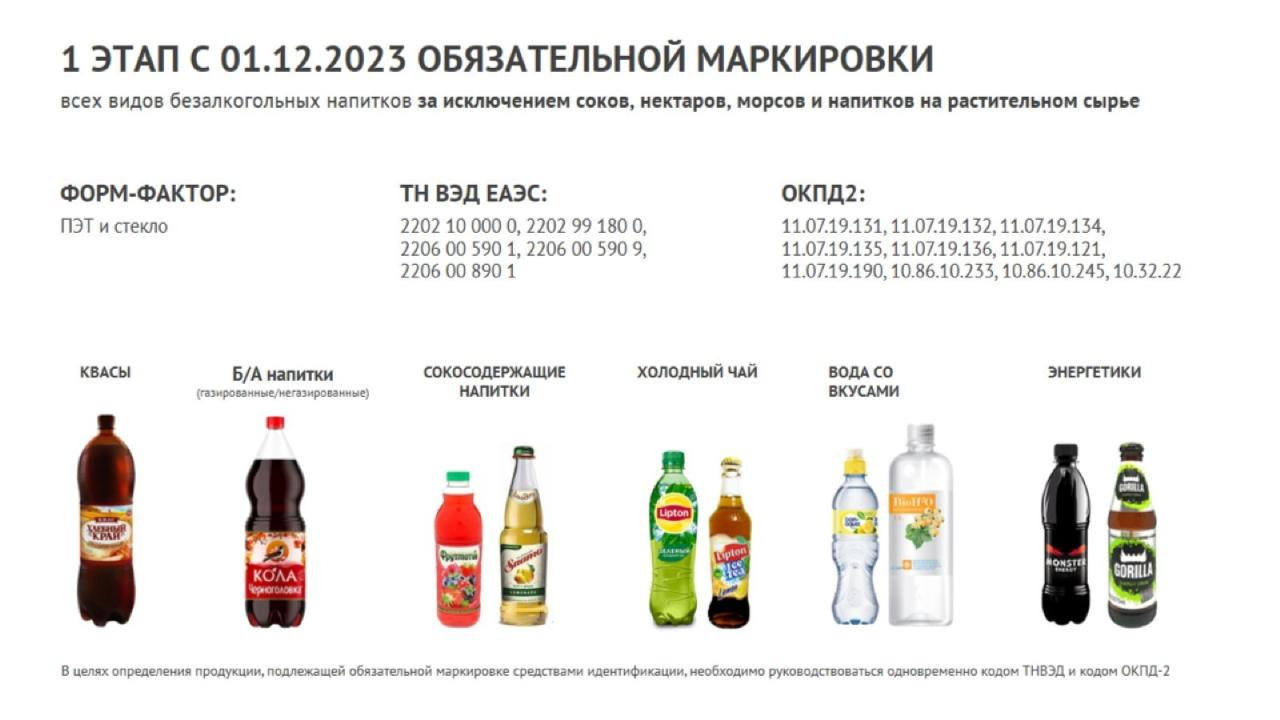 1 ЭТАП С 01.12.2023 ОБЯЗАТЕЛЬНОЙ МАРКИРОВКИ
всех видов безалкогольных напитков за исключением соков, нектаров, морсов и напитков на растительном сырье
ФОРМ-ФАКТОР:
ПЭТ и стекло
ТН ВЭД ЕАЭС:
2202 10 000 0, 2202 99 180 0,
2206 00 590 1, 2206 00 590 9,
2206 00 890 1
ОКПД2:
11.07.19.131, 11.07.19.132, 11.07.19.134,
11.07.19.135, 11.07.19.136, 11.07.19.121,
11.07.19.190, 10.86.10.233, 10.86.10.245, 10.32.22
КВАСЫ
Б/А напитки
(газированные/негазированные)
СОКОСОДЕРЖАЩИЕ
НАПИТКИ
ХОЛОДНЫЙ ЧАЙ
ВОДА СО
ВКУСАМИ
ЭНЕРГЕТИКИ
КВАС
ХЛЕБНЫЙ
КРАЙ
КОЛА
Черноголовка
Фрутмотив
Lipton
ЗЕЛЕНЫЙ
Lipton
Ice
Tea
Lemon
BioH2O
MONSTER
ENERGY
GORILLA
GORILLA
В целях определения продукции, подлежащей обязательной маркировке средствами идентификации, необходимо руководствоваться одновременно кодом ТНВЭД и кодом ОКПД-2